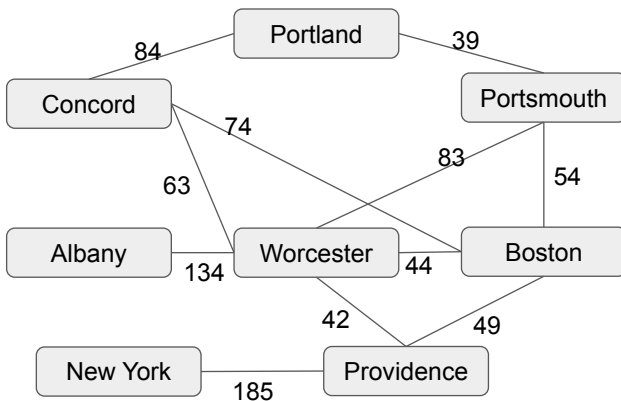 Portland
84
39
Concord
Portsmouth
74
83
63
54
Albany
Worcester
Boston
134
44
42
49
New York
Providence
185